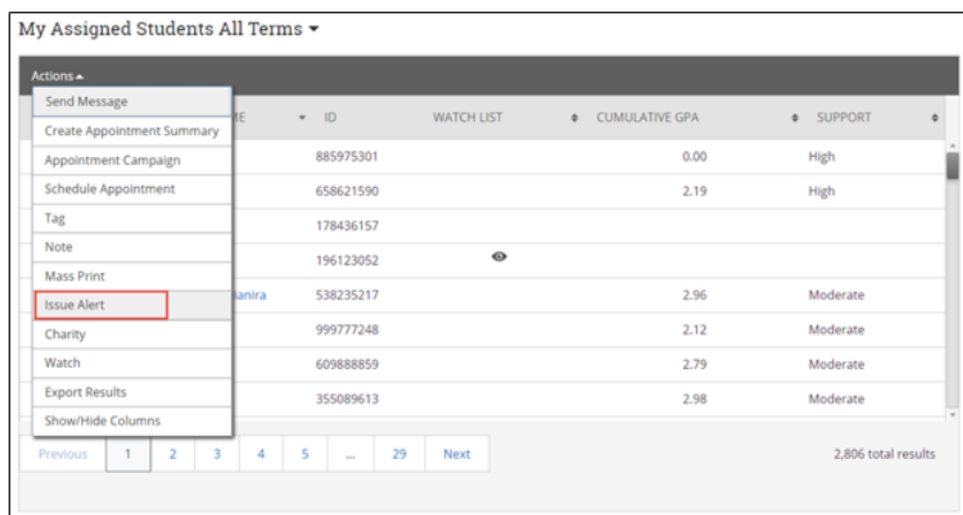 My Assigned Students All Terms
Actions
Send Message
Create Appointment Summary
Appointment Campaign
Schedule Appointment
Tag
Note
Mass Print
Issue Alert
Charity
Watch
Export Results
Show/Hide Columns
ME ID WATCH LIST CUMULATIVE GPA SUPPORT
885975301 0.00 High
658621590 2.19 High
178436157
196123052
ianira 538235217 2.96 Moderate
999777248 2.12 Moderate
609888859 2.79 Moderate
355089613 2.98 Moderate
Previous 1 2 3 4 5 ... 29 Next 2,806 total results